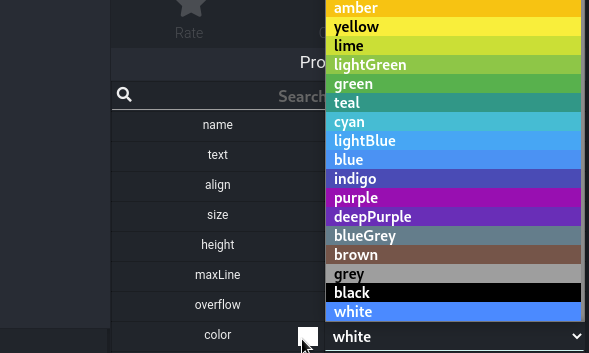 amber
yellow
lime
lightGreen
green
teal
cyan
lightBlue
blue
indigo
purple
deepPurple
blueGrey
brown
grey
black
white
Rate
Pro
Search
name
text
align
size
height
maxLine
overflow
color
white